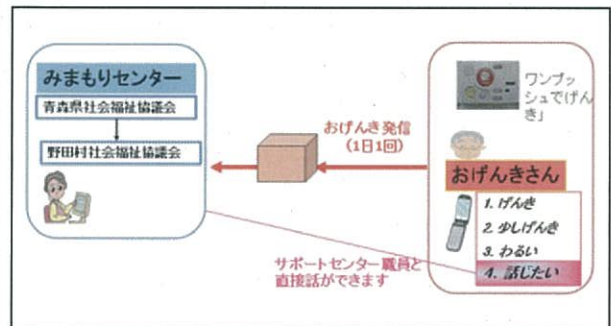 みまもりセンター
青森県社会福祉協議会
野田村社会福祉協議会
おげんき発信
(1日1回)
ワンプッ
シュでげん
き」
おげんきさん
1. げんき
2. 少しげんき
3. わるい
4. 話したい
サポートセンター職員と
直接話ができます